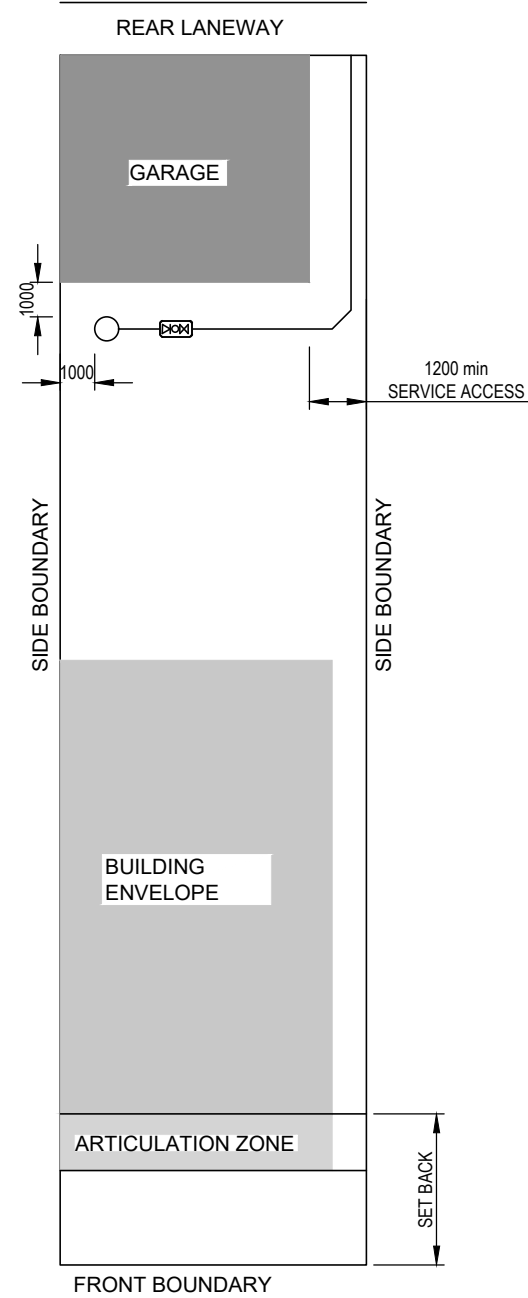 REAR LANEWAY
GARAGE
1000
1000
1200 min
SERVICE ACCESS
SIDE BOUNDARY
SIDE BOUNDARY
BUILDING
ENVELOPE
ARTICULATION ZONE
SET BACK
FRONT BOUNDARY